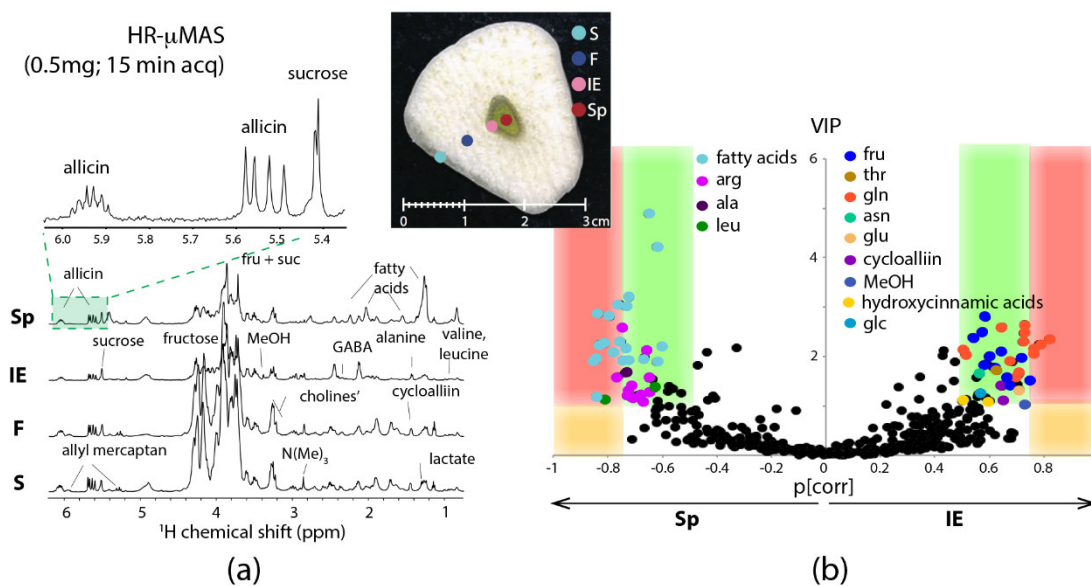 HR-μMAS
(0.5mg; 15 min acq)
sucrose
allicin
allicin
6.0 5.9 5.8 5.7 5.6 5.5 5.4
S
F
IE
Sp
0 1 2 3 cm
allicin
fru + suc
fatty
acids
Sp
sucrose
fructose
MeOH
GABA
alanine
valine,
leucine
IE
cholines’
cycloalliin
F
allyl mercaptan
N(Me)3
lactate
S
6 5 4 3 2 1
¹H chemical shift (ppm)
(a)
VIP
fatty acids
arg
ala
leu
6
4
2
0
fru
thr
gln
asn
glu
cycloalliin
MeOH
hydroxycinnamic acids
glc
-1 -0.8 -0.6 -0.4 -0.2 0 0.2 0.4 0.6 0.8 1
p[corr]
Sp
IE
(b)